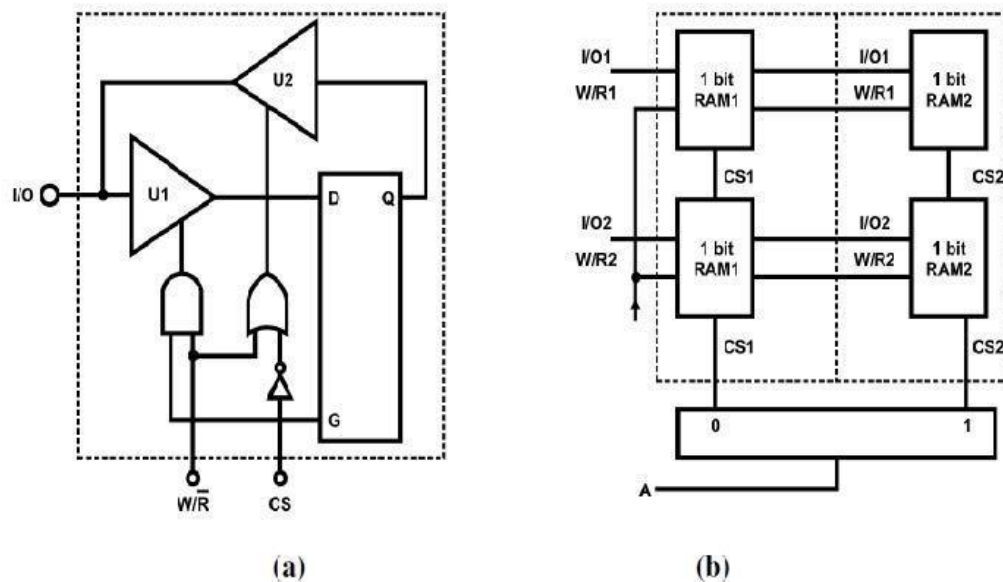 U2
I/O
U1
D
Q
G
W/R̅
CS
(a)
I/O1
W/R1
1 bit
RAM1
I/O1
W/R1
1 bit
RAM2
CS1
CS2
I/O2
W/R2
1 bit
RAM1
I/O2
W/R2
1 bit
RAM2
CS1
CS2
0
1
A
(b)